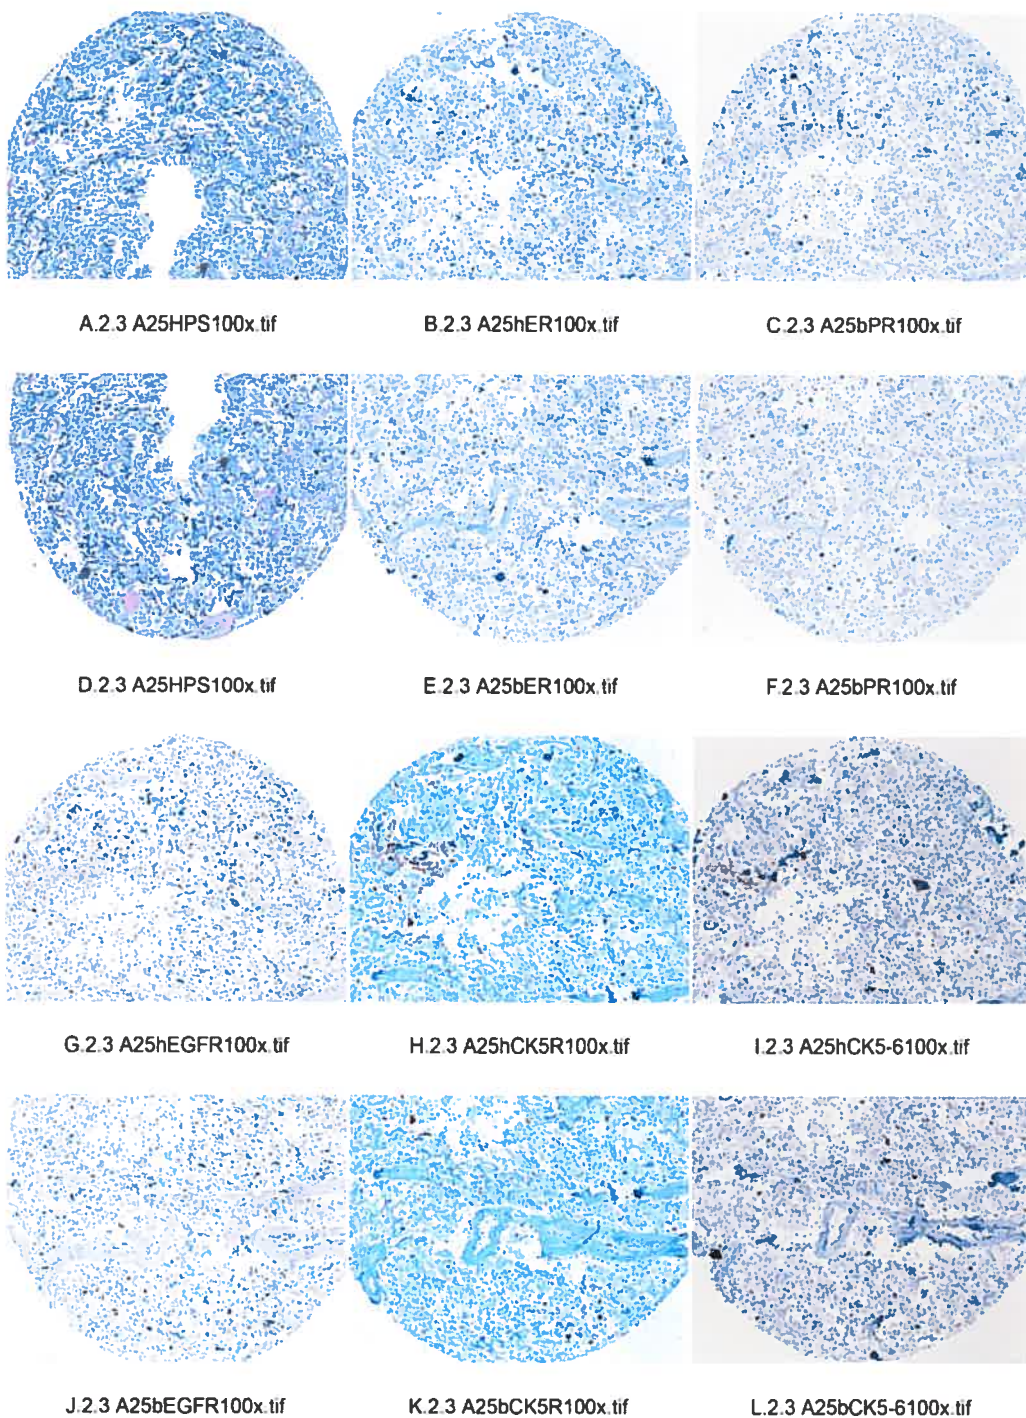 A.2.3 A25HPS100x.tif
B.2.3 A25hER100x.tif
C.2.3 A25bPR100x.tif
D.2.3 A25HPS100x.tif
E.2.3 A25bER100x.tif
F.2.3 A25bPR100x.tif
G.2.3 A25hEGFR100x.tif
H.2.3 A25hCK5R100x.tif
I.2.3 A25hCK5-6100x.tif
J.2.3 A25bEGFR100x.tif
K.2.3 A25bCK5R100x.tif
L.2.3 A25bCK5-6100x.tif